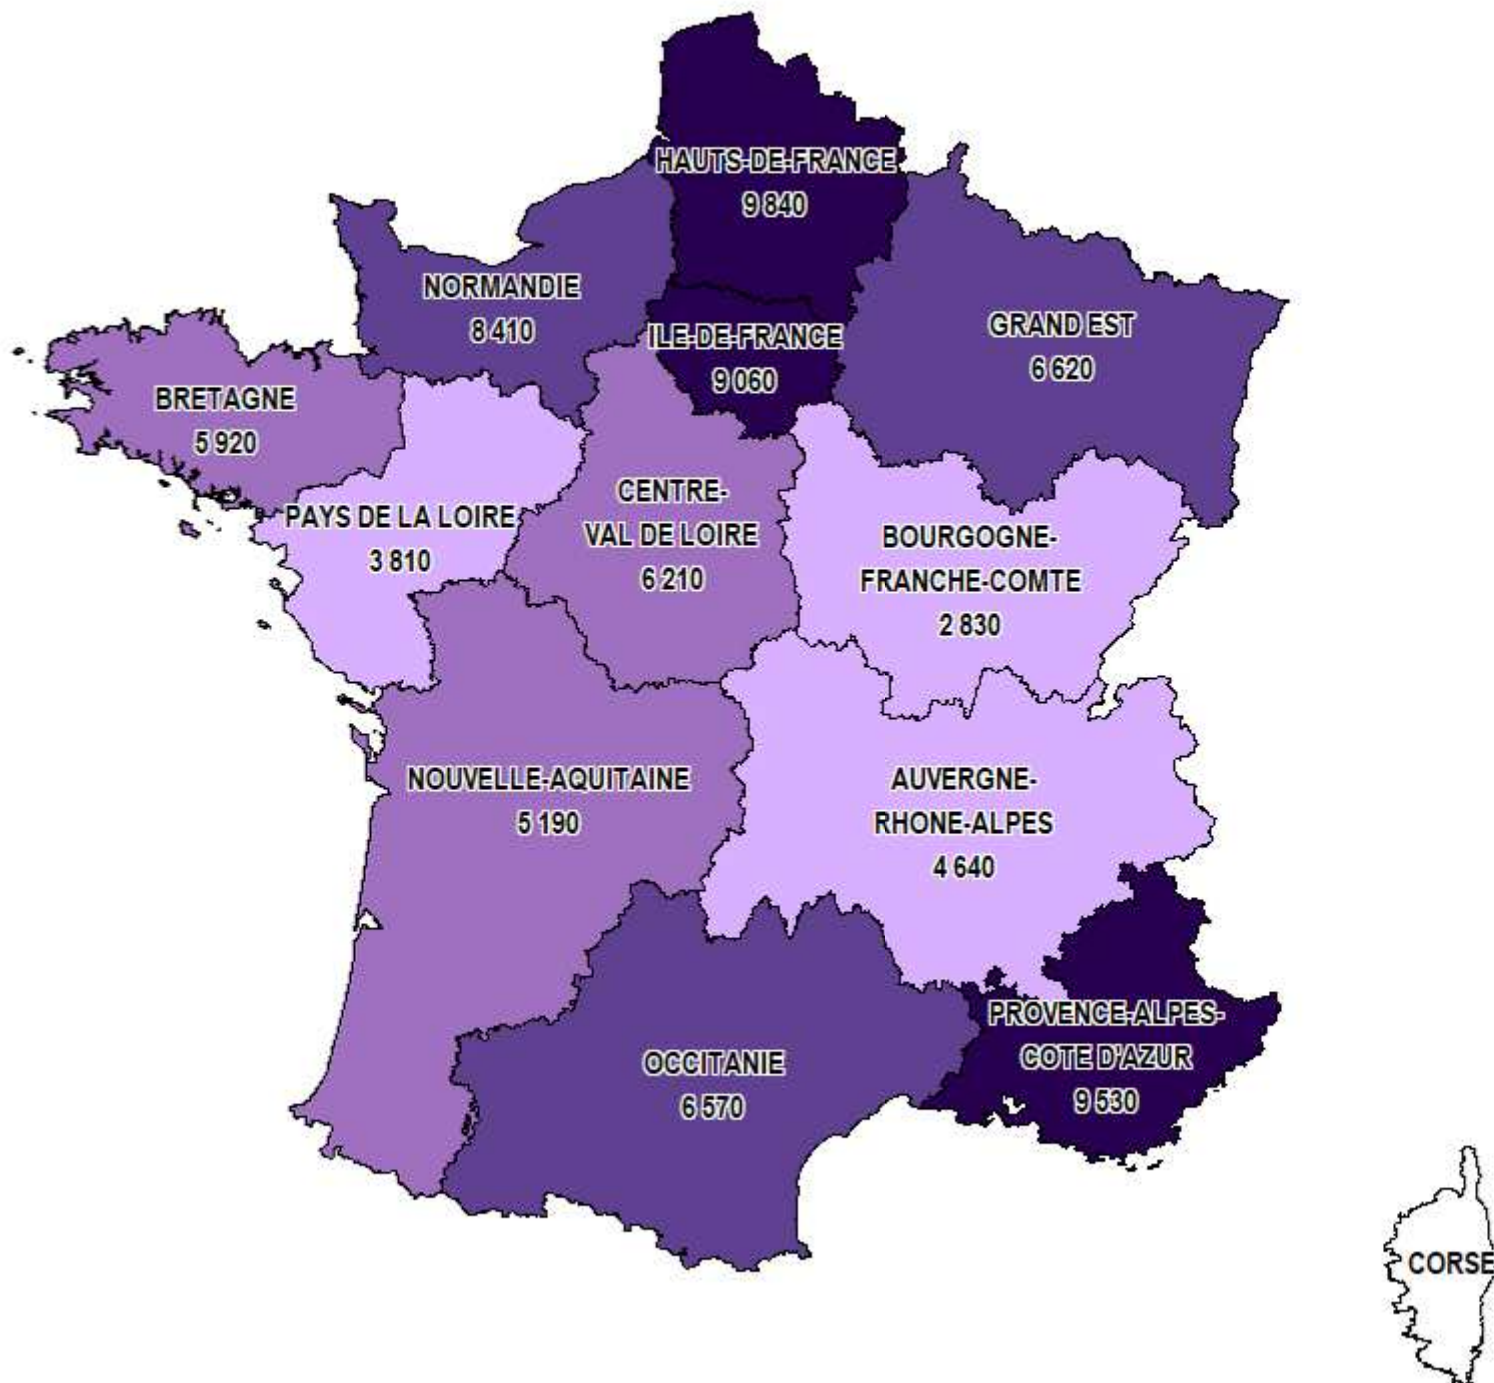 HAUTS-DE-FRANCE
9 840
NORMANDIE
8 410
ILE-DE-FRANCE
9 060
GRAND EST
6 620
BRETAGNE
5 920
PAYS DE LA LOIRE
3 810
CENTRE-
VAL DE LOIRE
6 210
BOURGOGNE-
FRANCHE-COMTE
2 830
NOUVELLE-AQUITAINE
5 190
AUVERGNE-
RHONE-ALPES
4 640
OCCITANIE
6 570
PROVENCE-ALPES-
COTE D'AZUR
9 530
CORSE